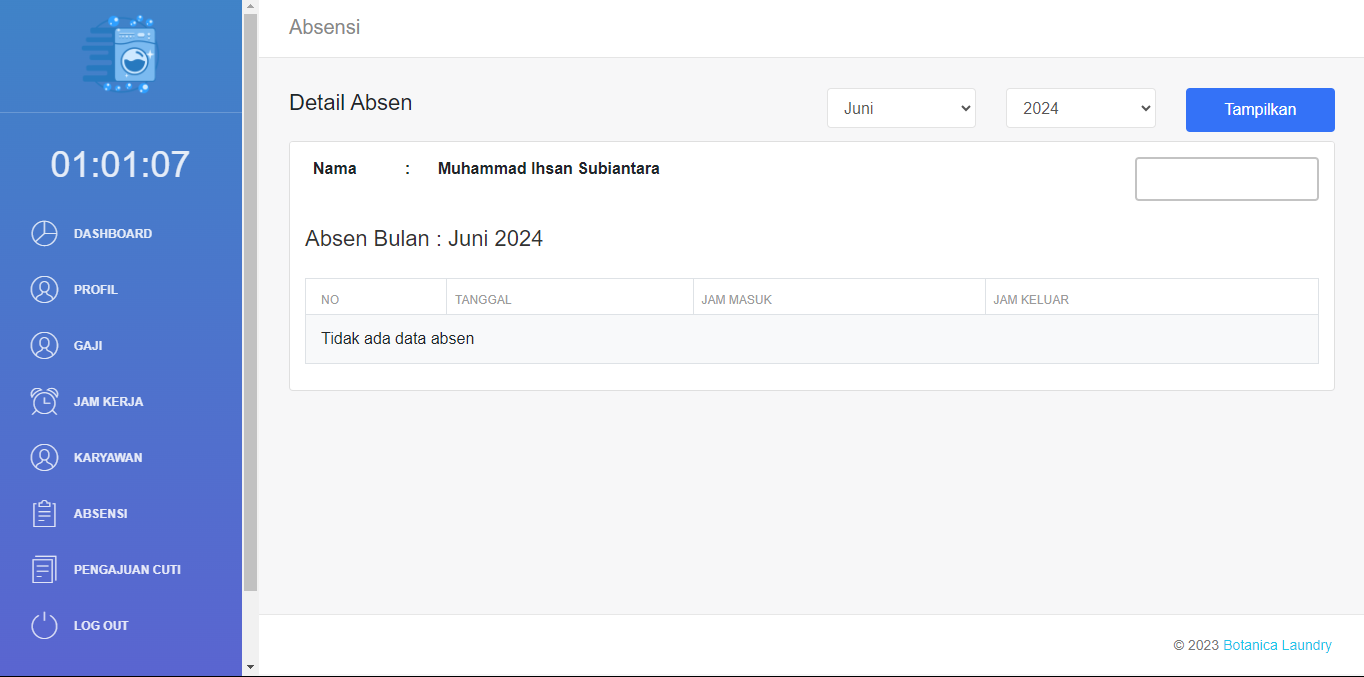 01:01:07
DASHBOARD
PROFIL
GAJI
JAM KERJA
KARYAWAN
ABSENSI
PENGAJUAN CUTI
LOG OUT
Absensi
Detail Absen
Juni
2024
Tampilkan
Nama : Muhammad Ihsan Subiantara
Absen Bulan : Juni 2024
NO TANGGAL JAM MASUK JAM KELUAR
Tidak ada data absen
© 2023 Botanica Laundry